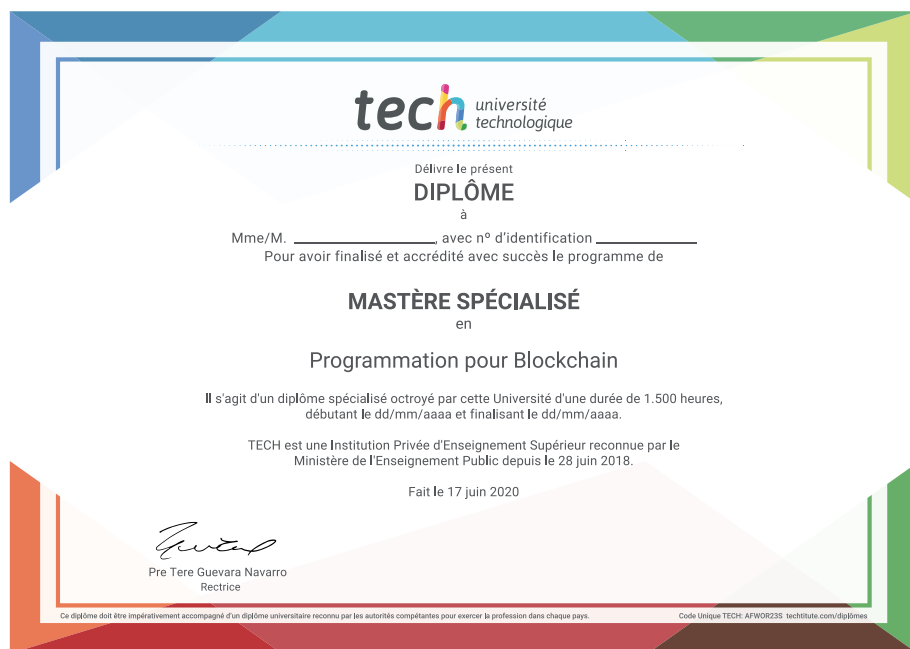 tech université
technologique
Délivre le présent
DIPLÔME
à
Mme/M. ____________, avec nº d'identification ____________
Pour avoir finalisé et accrédité avec succès le programme de
MASTÈRE SPÉCIALISÉ
en
Programmation pour Blockchain
Il s'agit d'un diplôme spécialisé octroyé par cette Université d'une durée de 1.500 heures,
débutant le dd/mm/aaaa et finalisant le dd/mm/aaaa.
TECH est une Institution Privée d'Enseignement Supérieur reconnue par le
Ministère de l'Enseignement Public depuis le 28 juin 2018.
Fait le 17 juin 2020
Pre Tere Guevara Navarro
Rectrice
Ce diplôme doit être impérativement accompagné d'un diplôme universitaire reconnu par les autorités compétantes pour exercer la profession dans chaque pays.
Code Unique TECH: AFWOR23S techtitute.com/diplômes